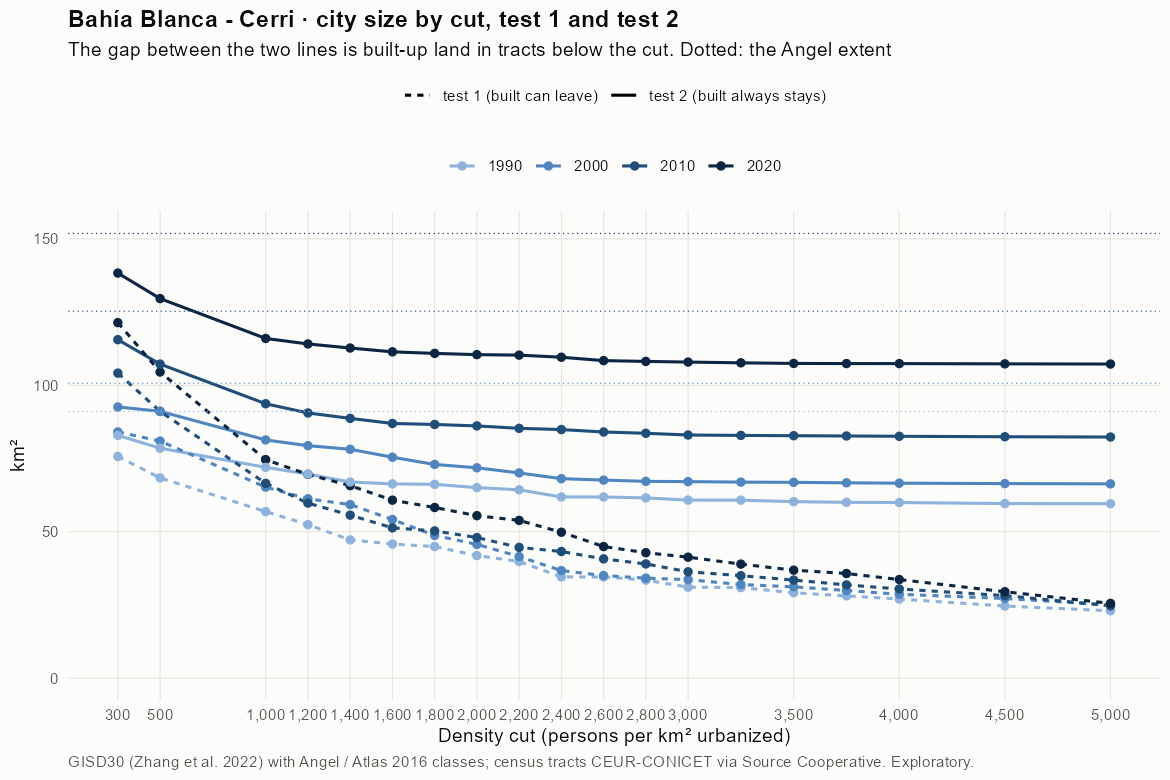 Bahía Blanca - Cerri · city size by cut, test 1 and test 2
The gap between the two lines is built-up land in tracts below the cut. Dotted: the Angel extent
test 1 (built can leave) test 2 (built always stays)
1990 2000 2010 2020
150
100
50
0
km²
300 500 1,000 1,200 1,400 1,600 1,800 2,000 2,200 2,400 2,600 2,800 3,000 3,500 4,000 4,500 5,000
Density cut (persons per km² urbanized)
GISD30 (Zhang et al. 2022) with Angel / Atlas 2016 classes; census tracts CEUR-CONICET via Source Cooperative. Exploratory.